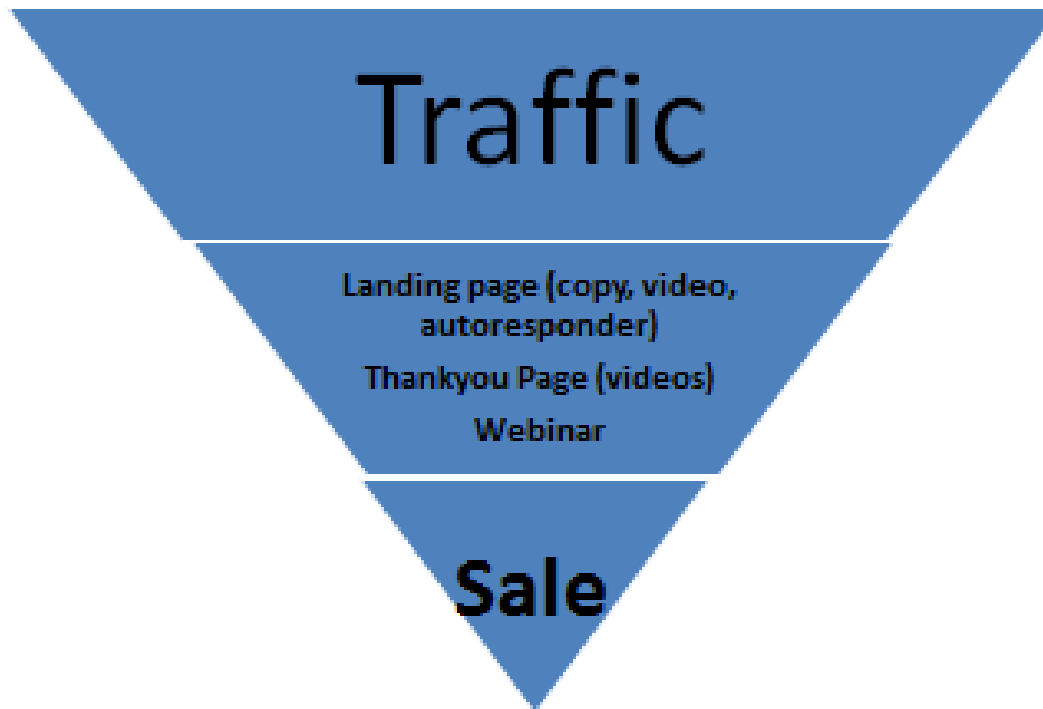 Traffic
Landing page (copy, video,
autoresponder)
Thankyou Page (videos)
Webinar
Sale